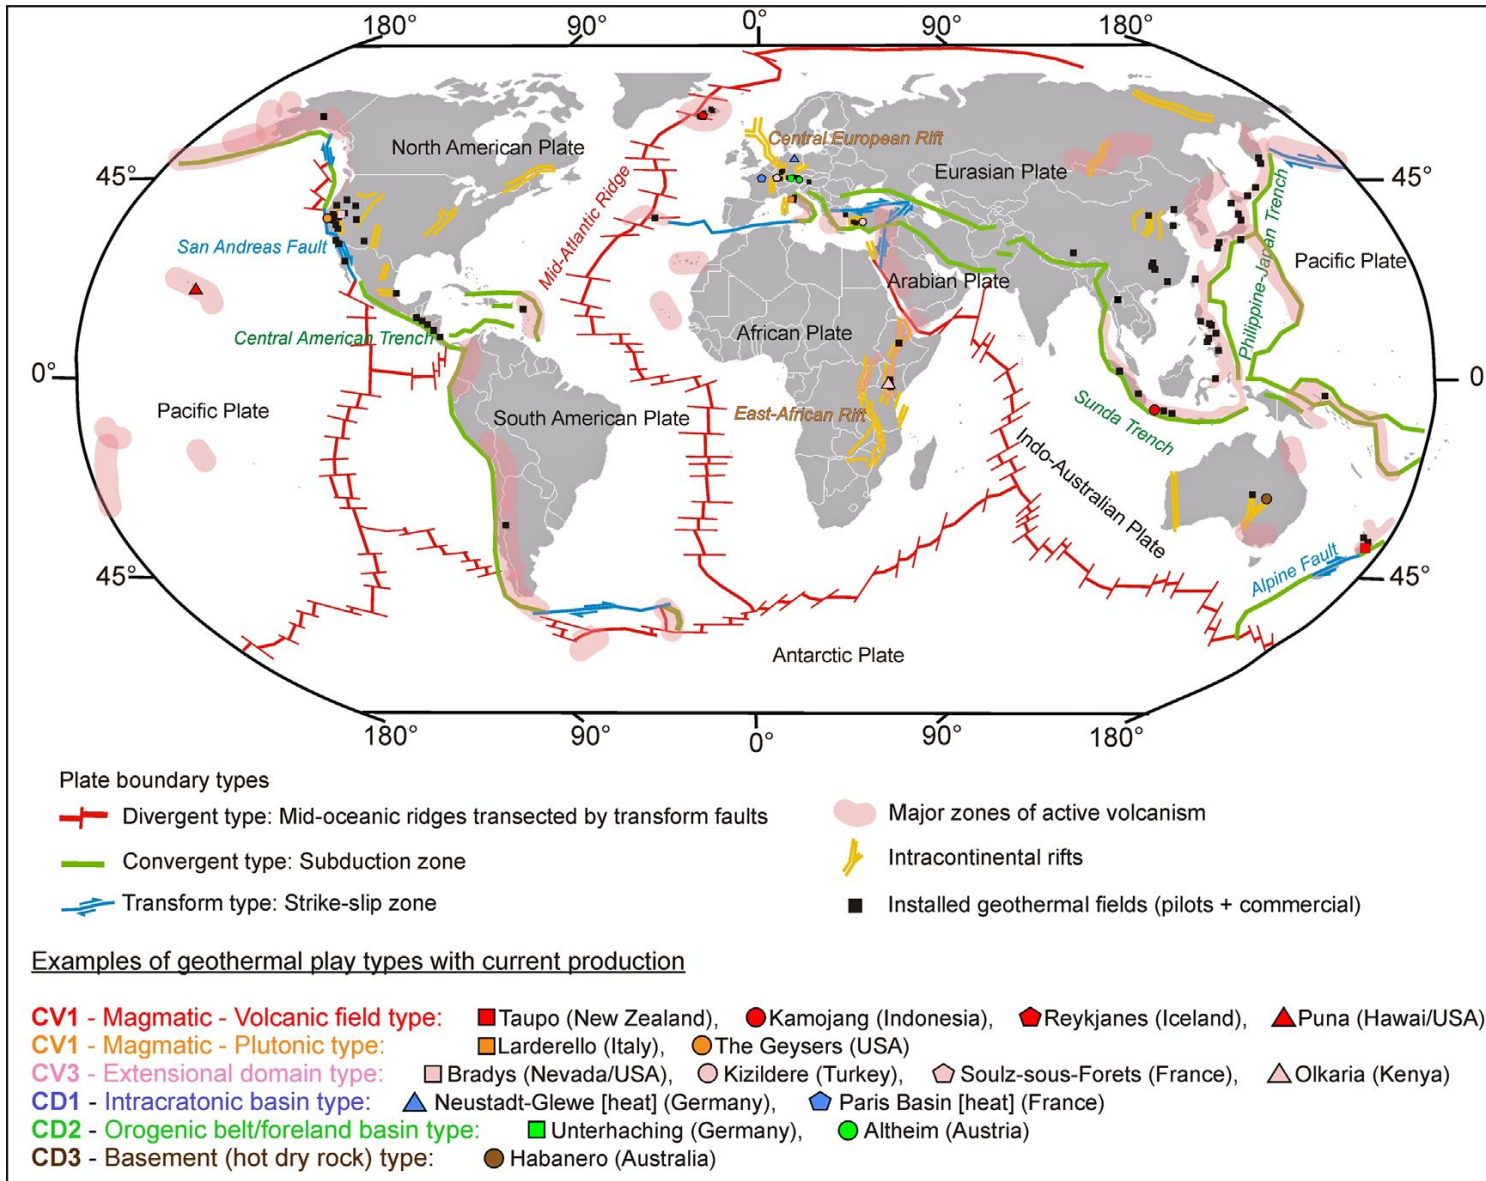 180° 90° 0° 90° 180°
North American Plate
Central European Rift
Eurasian Plate
45°
45°
Mid-Atlantic Ridge
San Andreas Fault
Philippine-Japan Trench
Pacific Plate
Arabian Plate
African Plate
Central American Trench
0°
0
Pacific Plate
South American Plate
East-African Rift
Sunda Trench
Indo-Australian Plate
45°
Alpine Fault
45°
Antarctic Plate
180° 90° 0° 90° 180°
Plate boundary types
Divergent type: Mid-oceanic ridges transected by transform faults
Major zones of active volcanism
Convergent type: Subduction zone
Intracontinental rifts
Transform type: Strike-slip zone
Installed geothermal fields (pilots + commercial)
Examples of geothermal play types with current production
CV1 - Magmatic - Volcanic field type: Taupo (New Zealand), Kamojang (Indonesia), Reykjanes (Iceland), Puna (Hawai/USA)
CV1 - Magmatic - Plutonic type: Larderello (Italy), The Geysers (USA)
CV3 - Extensional domain type: Bradys (Nevada/USA), Kizildere (Turkey), Soulz-sous-Forets (France), Olkaria (Kenya)
CD1 - Intracratonic basin type: Neustadt-Glewe [heat] (Germany), Paris Basin [heat] (France)
CD2 - Orogenic belt/foreland basin type: Unterhaching (Germany), Altheim (Austria)
CD3 - Basement (hot dry rock) type: Habanero (Australia)